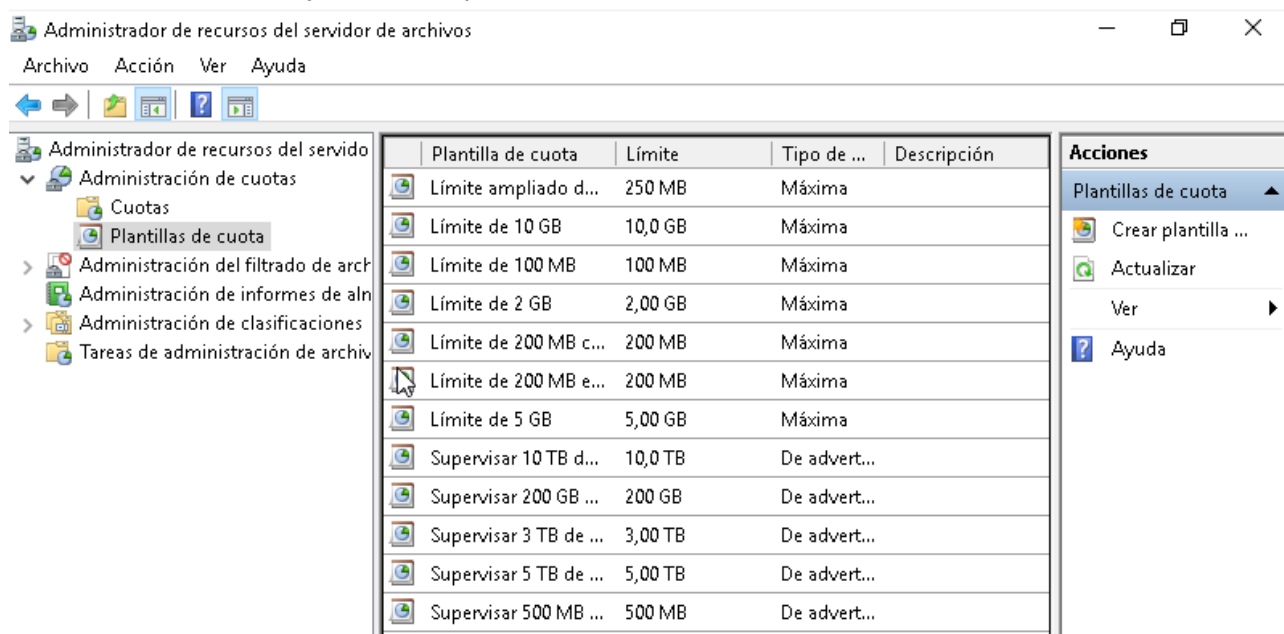 Administrador de recursos del servidor de archivos
Archivo Acción Ver Ayuda
Administrador de recursos del servido
Administración de cuotas
Cuotas
Plantillas de cuota
Administración del filtrado de arch
Administración de informes de aln
Administración de clasificaciones
Tareas de administración de archiv
Plantilla de cuota Límite Tipo de ... Descripción
Límite ampliado d... 250 MB Máxima
Límite de 10 GB 10,0 GB Máxima
Límite de 100 MB 100 MB Máxima
Límite de 2 GB 2,00 GB Máxima
Límite de 200 MB c... 200 MB Máxima
Límite de 200 MB e... 200 MB Máxima
Límite de 5 GB 5,00 GB Máxima
Supervisar 10 TB d... 10,0 TB De advert...
Supervisar 200 GB ... 200 GB De advert...
Supervisar 3 TB de ... 3,00 TB De advert...
Supervisar 5 TB de ... 5,00 TB De advert...
Supervisar 500 MB ... 500 MB De advert...
Acciones
Plantillas de cuota
Crear plantilla ...
Actualizar
Ver
Ayuda